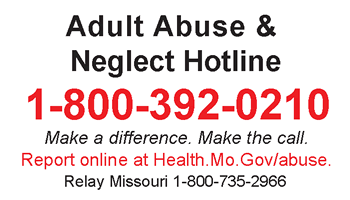 Adult Abuse &
Neglect Hotline
1-800-392-0210
Make a difference. Make the call.
Report online at Health.Mo.Gov/abuse.
Relay Missouri 1-800-735-2966